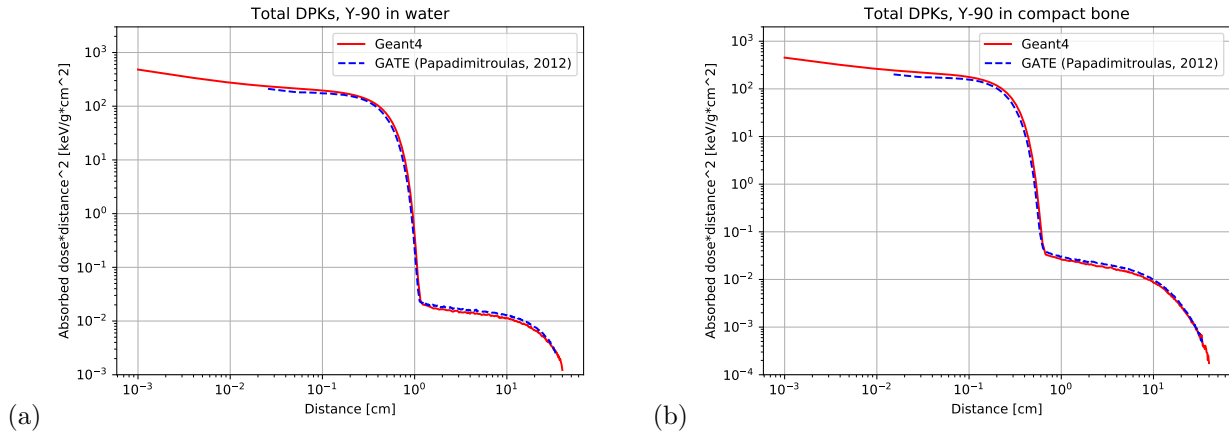 Total DPKs, Y-90 in water
Absorbed dose*distance^2 [keV/g*cm^2]
10^3
10^2
10^1
10^0
10^−1
10^−2
10^−3
Geant4
GATE (Papadimitroulas, 2012)
10^−3
10^−2
10^−1
10^0
10^1
Distance [cm]
(a)
Total DPKs, Y-90 in compact bone
Absorbed dose*distance^2 [keV/g*cm^2]
10^3
10^2
10^1
10^0
10^−1
10^−2
10^−3
10^−4
Geant4
GATE (Papadimitroulas, 2012)
10^−3
10^−2
10^−1
10^0
10^1
Distance [cm]
(b)